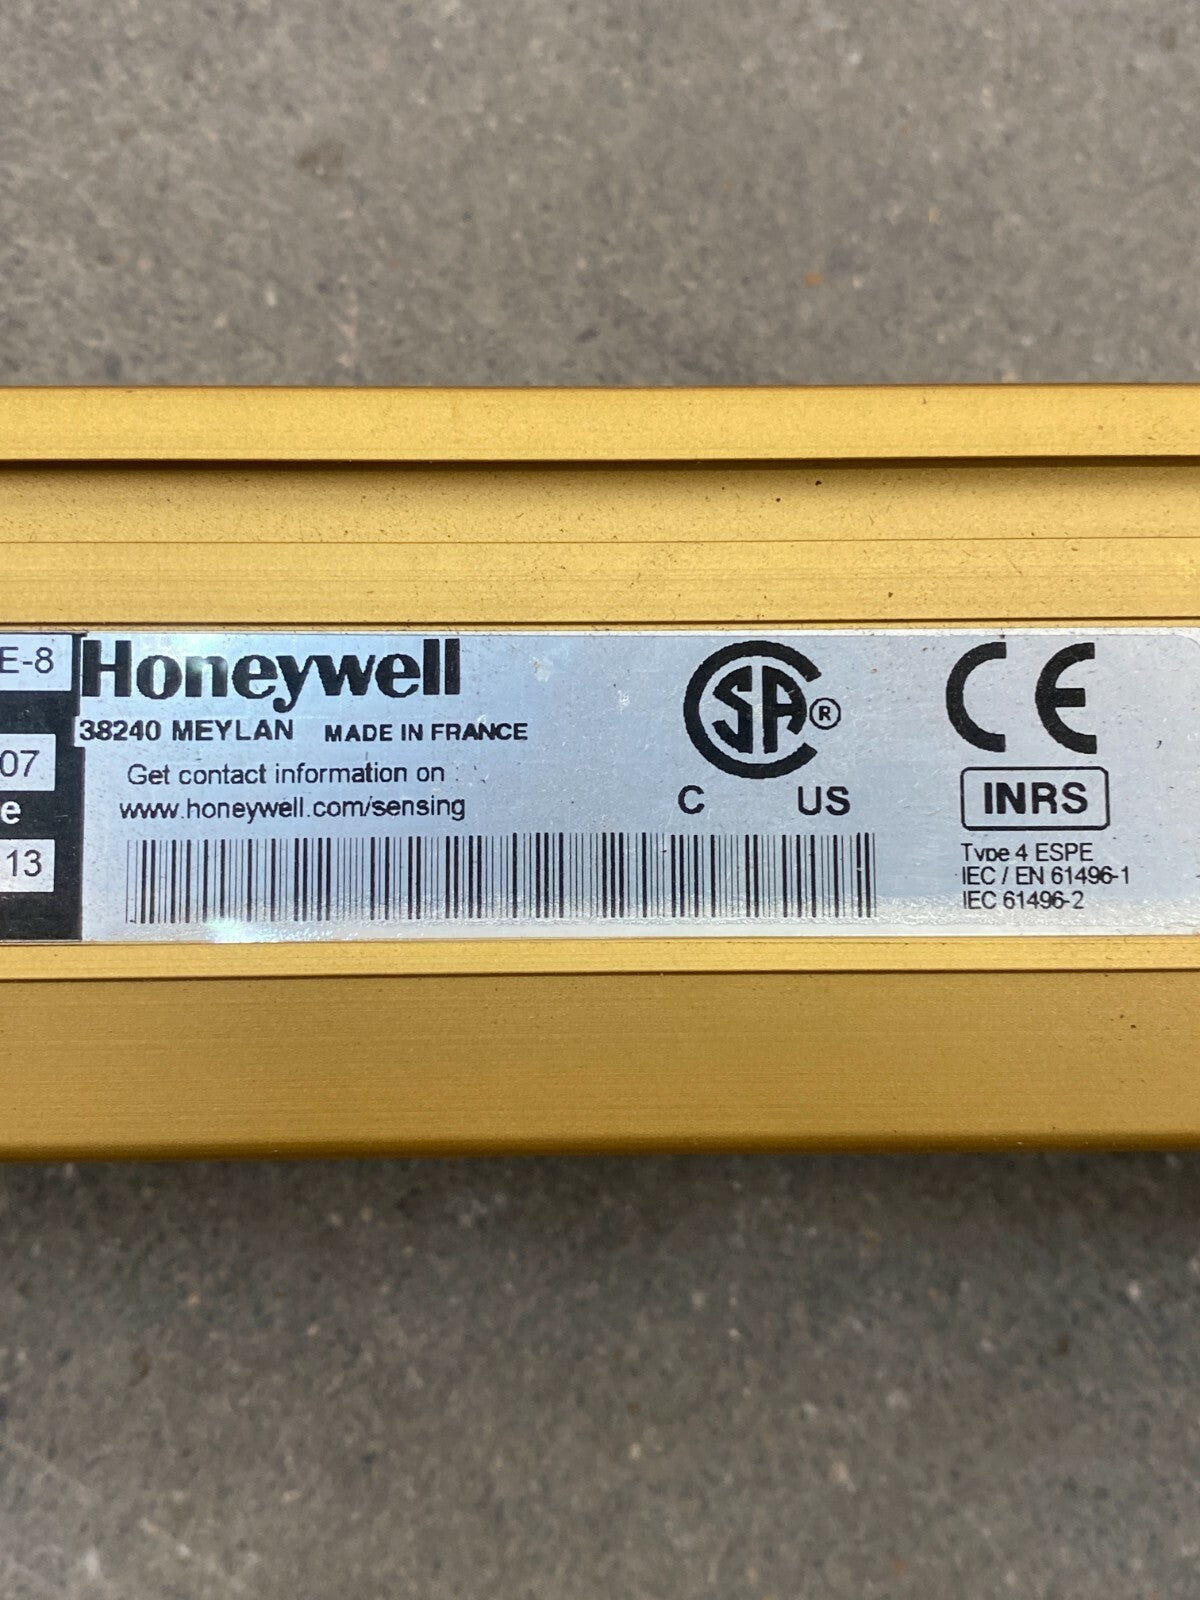 E-8
Honeywell
38240 MEYLAN MADE IN FRANCE
07
Get contact information on :
www.honeywell.com/sensing
e
13
SA ®
C US
CE
INRS
Type 4 ESPE
IEC / EN 61496-1
IEC 61496-2